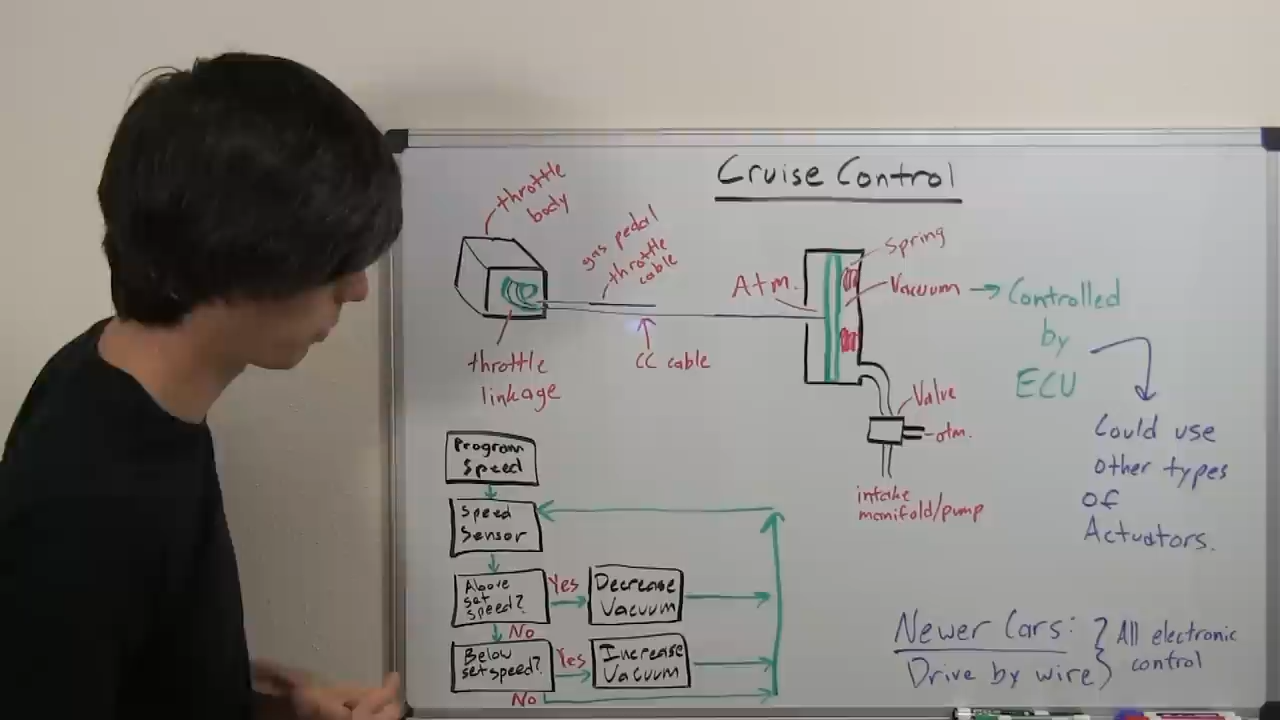 Cruise Control
throttle
body
gas pedal
throttle
cable
throttle
linkage
CC cable
Atm.
Spring
Vacuum → Controlled
by
ECU
Valve
atm.
intake
manifold/pump
Could use
other types
of
Actuators.
Program
Speed
Speed
Sensor
Above
set
speed?
Yes
Decrease
Vacuum
No
Below
set speed?
Yes
Increase
Vacuum
No
Newer Cars:
Drive by wire
All electronic
control